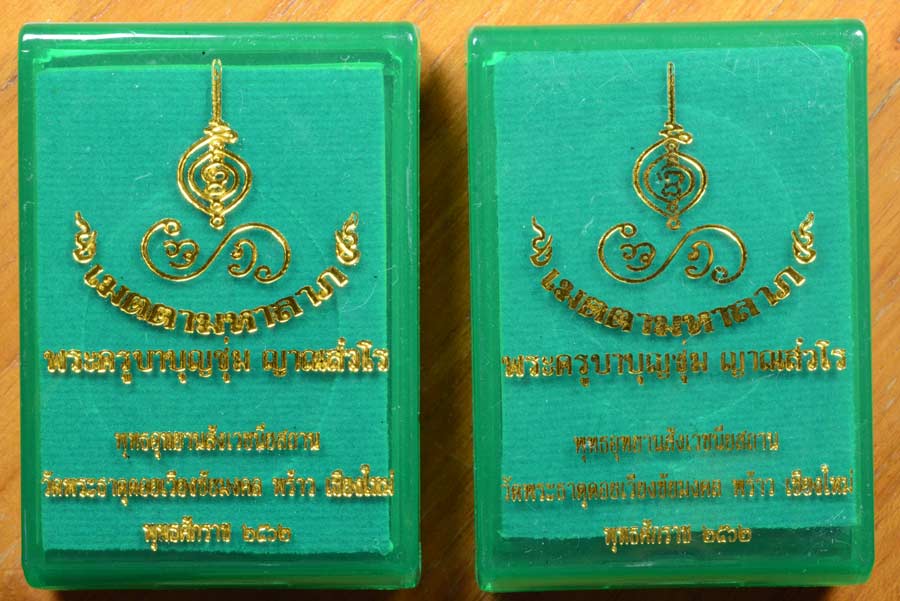 เมตตามหาลาภ
พระครูบาบุญชุ่ม ญาณสํวโร
พุทธอุทยานสังเวชนียสถาน
วัดพระธาตุดอยเวียงชัยมงคล พร้าว เชียงใหม่
พุทธศักราช ๒๕๖๒
เมตตามหาลาภ
พระครูบาบุญชุ่ม ญาณสํวโร
พุทธอุทยานสังเวชนียสถาน
วัดพระธาตุดอยเวียงชัยมงคล พร้าว เชียงใหม่
พุทธศักราช ๒๕๖๒